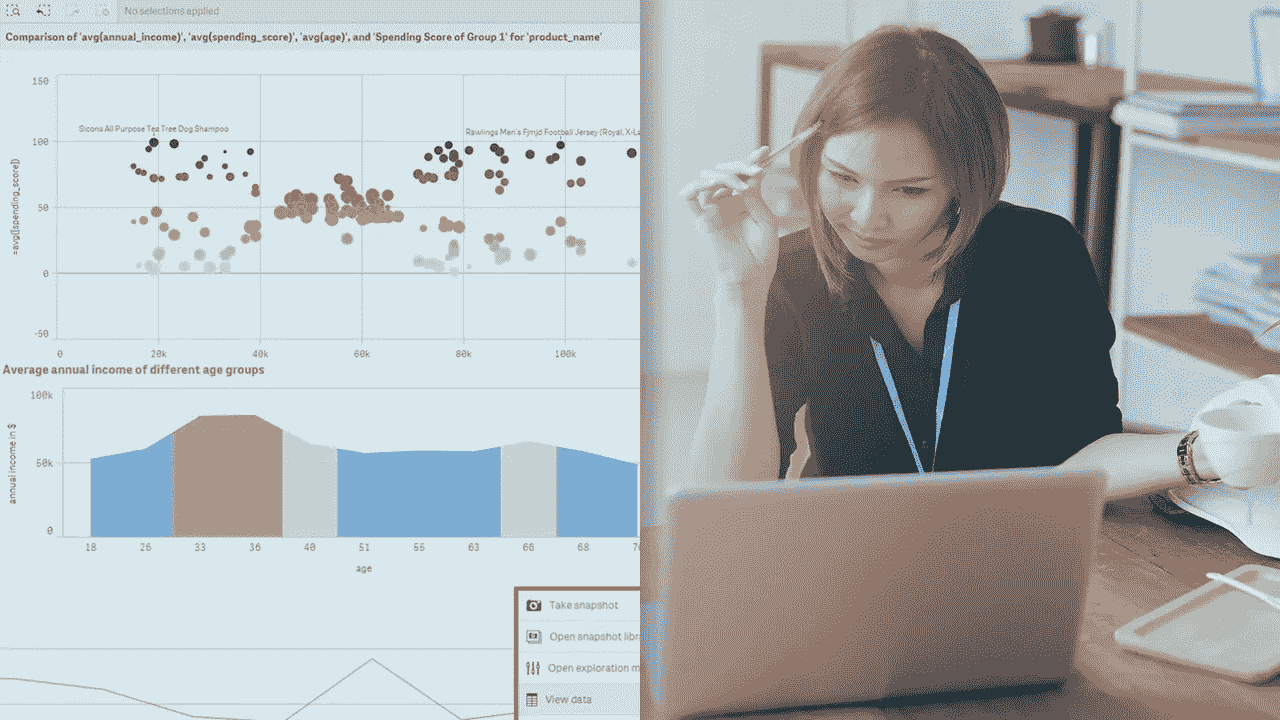 No selections applied
Comparison of 'avg(annual_income)', 'avg(spending_score)', 'avg(age)', and 'Spending Score of Group 1' for 'product_name'
=avg([spending_score])
150
100
50
0
-50
Sicons All Purpose Tea Tree Dog Shampoo
Rawlings Men's Fjmjd Football Jersey (Royal, X-La
0 20k 40k 60k 80k 100k
Average annual income of different age groups
annual income in $
100k
50k
0
18 26 33 36 40 51 55 63 66 68
age
Take snapshot
Open snapshot libr
Open exploration m
View data